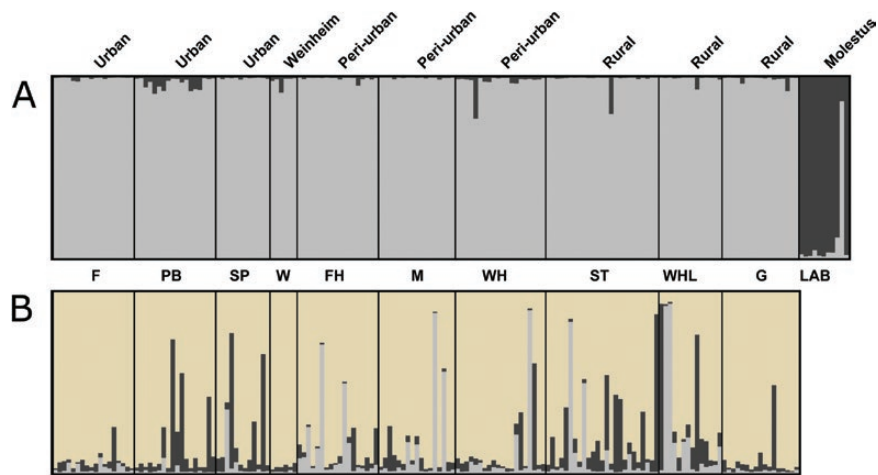 Urban Urban Urban Weinheim Peri-urban Peri-urban Peri-urban Rural Rural Rural Molestus
A
F PB SP W FH M WH ST WHL G LAB
B